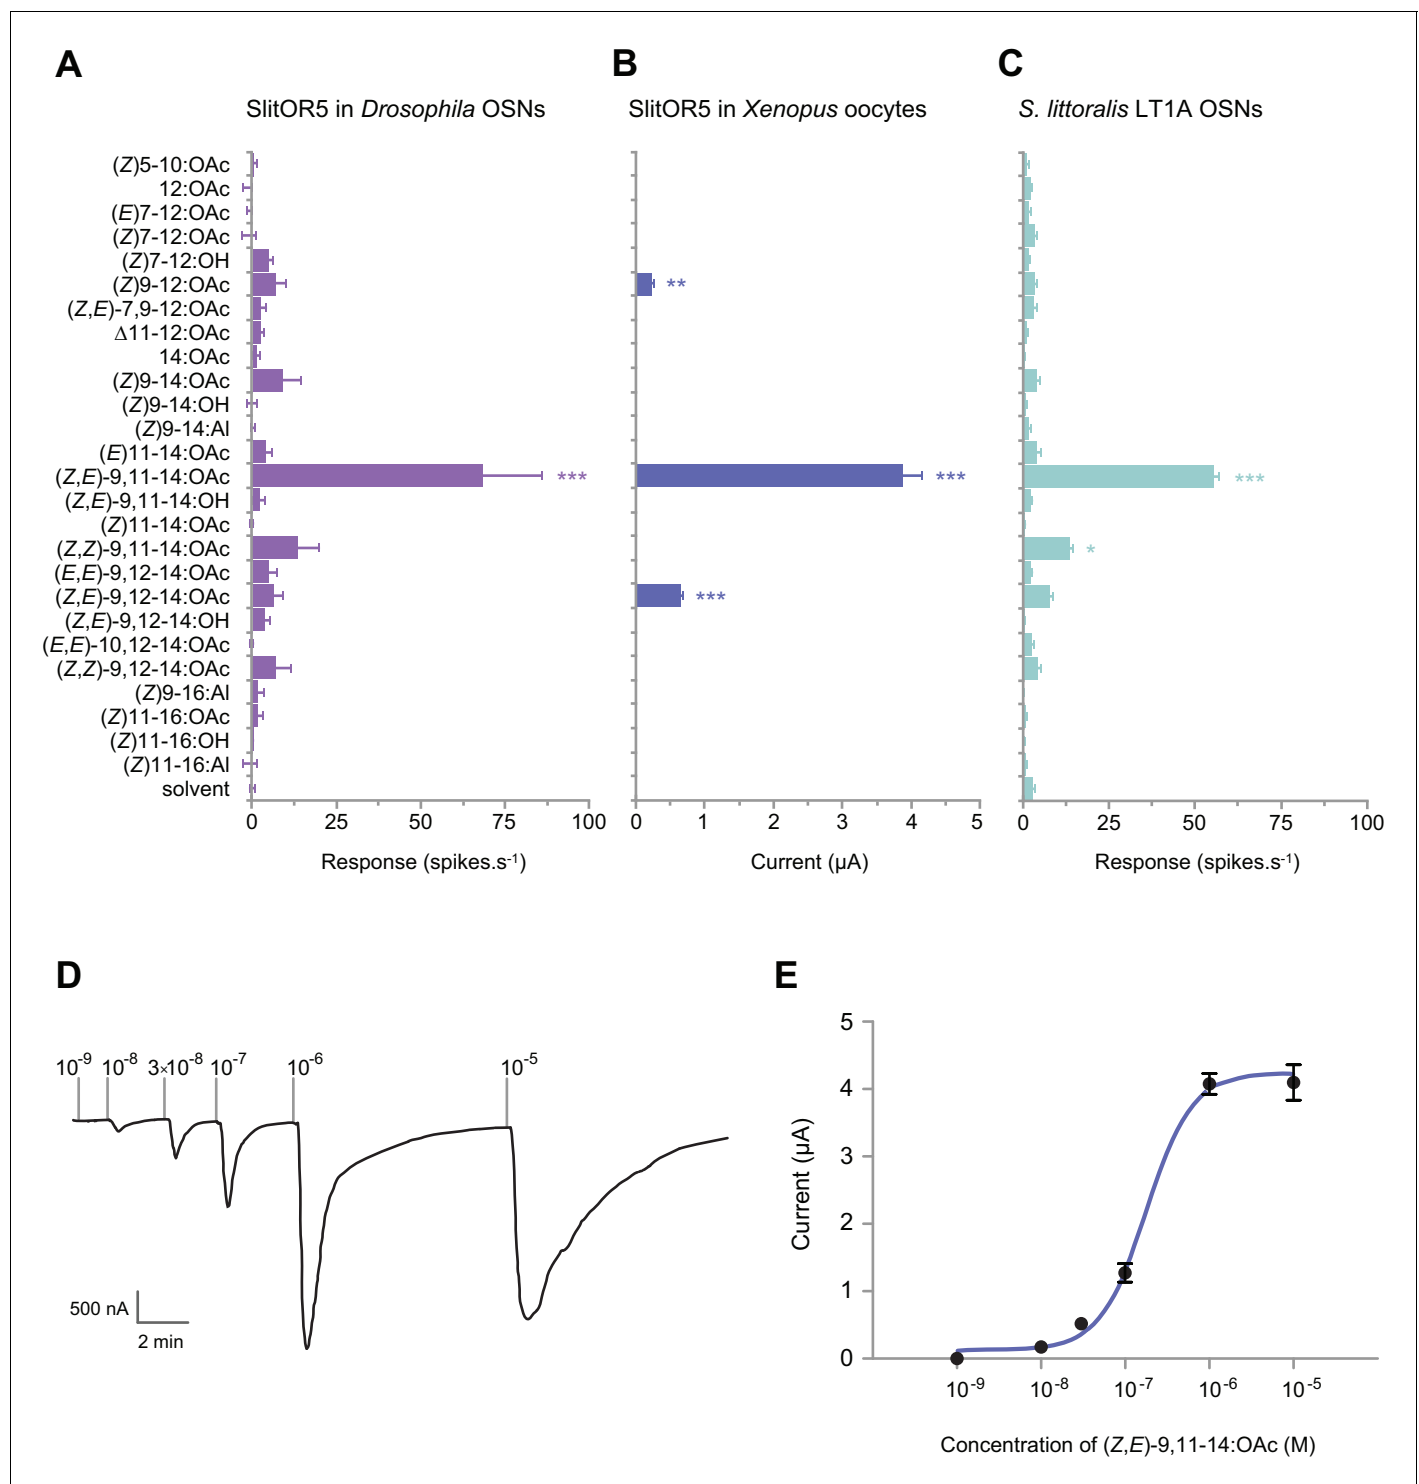 A
B
C
SlitOR5 in Drosophila OSNs
SlitOR5 in Xenopus oocytes
S. littoralis LT1A OSNs
(Z)5-10:OAc
12:OAc
(E)7-12:OAc
(Z)7-12:OAc
(Z)7-12:OH
(Z)9-12:OAc
**
(Z,E)-7,9-12:OAc
Δ11-12:OAc
14:OAc
(Z)9-14:OAc
(Z)9-14:OH
(Z)9-14:Al
(E)11-14:OAc
(Z,E)-9,11-14:OAc
***
***
***
(Z,E)-9,11-14:OH
(Z)11-14:OAc
(Z,Z)-9,11-14:OAc
*
(E,E)-9,12-14:OAc
(Z,E)-9,12-14:OAc
***
(Z,E)-9,12-14:OH
(E,E)-10,12-14:OAc
(Z,Z)-9,12-14:OAc
(Z)9-16:Al
(Z)11-16:OAc
(Z)11-16:OH
(Z)11-16:Al
solvent
0 25 50 75 100
0 1 2 3 4 5
0 25 50 75 100
Response (spikes.s⁻¹)
Current (µA)
Response (spikes.s⁻¹)
D
10⁻⁹ 10⁻⁸ 3×10⁻⁸ 10⁻⁷ 10⁻⁶ 10⁻⁵
500 nA
2 min
E
5
4
3
2
1
0
Current (µA)
10⁻⁹ 10⁻⁸ 10⁻⁷ 10⁻⁶ 10⁻⁵
Concentration of (Z,E)-9,11-14:OAc (M)